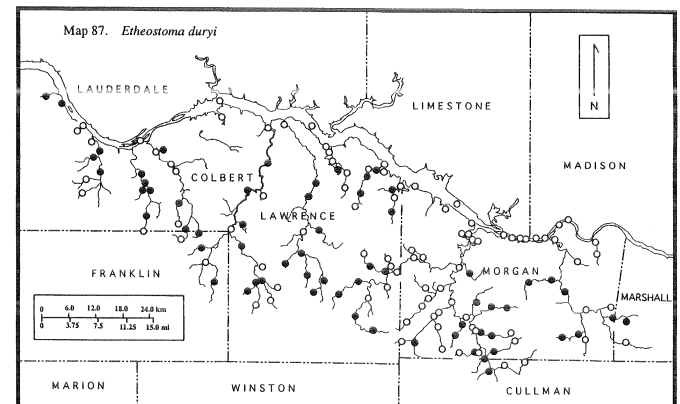 Map 87. Etheostoma duryi
LAUDERDALE
LIMESTONE
N
MADISON
COLBERT
LAWRENCE
FRANKLIN
MORGAN
MARSHALL
0 6.0 12.0 18.0 24.0 km
0 3.75 7.5 11.25 15.0 mi
MARION
WINSTON
CULLMAN